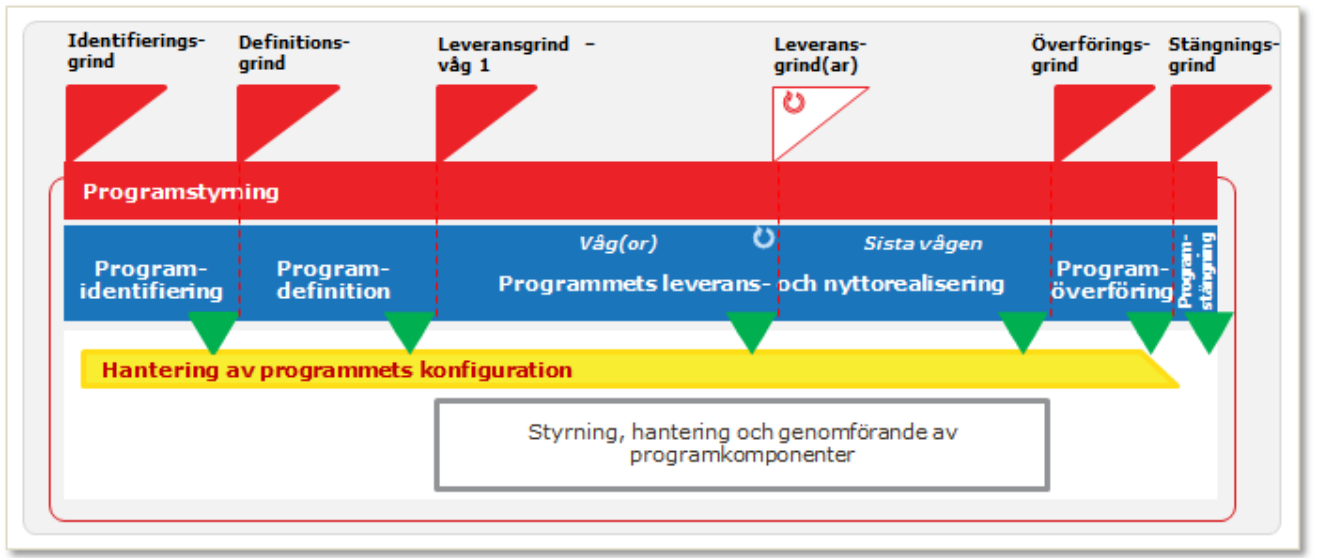 Identifierings-
grind
Definitions-
grind
Leveransgrind –
våg 1
Leverans-
grind(ar)
Överförings-
grind
Stängnings-
grind
Programstyrning
Program-
identifiering
Program-
definition
Våg(or)
Sista vågen
Programmets leverans- och nyttorealisering
Program-
överföring
Program-
stängning
Hantering av programmets konfiguration
Styrning, hantering och genomförande av
programkomponenter